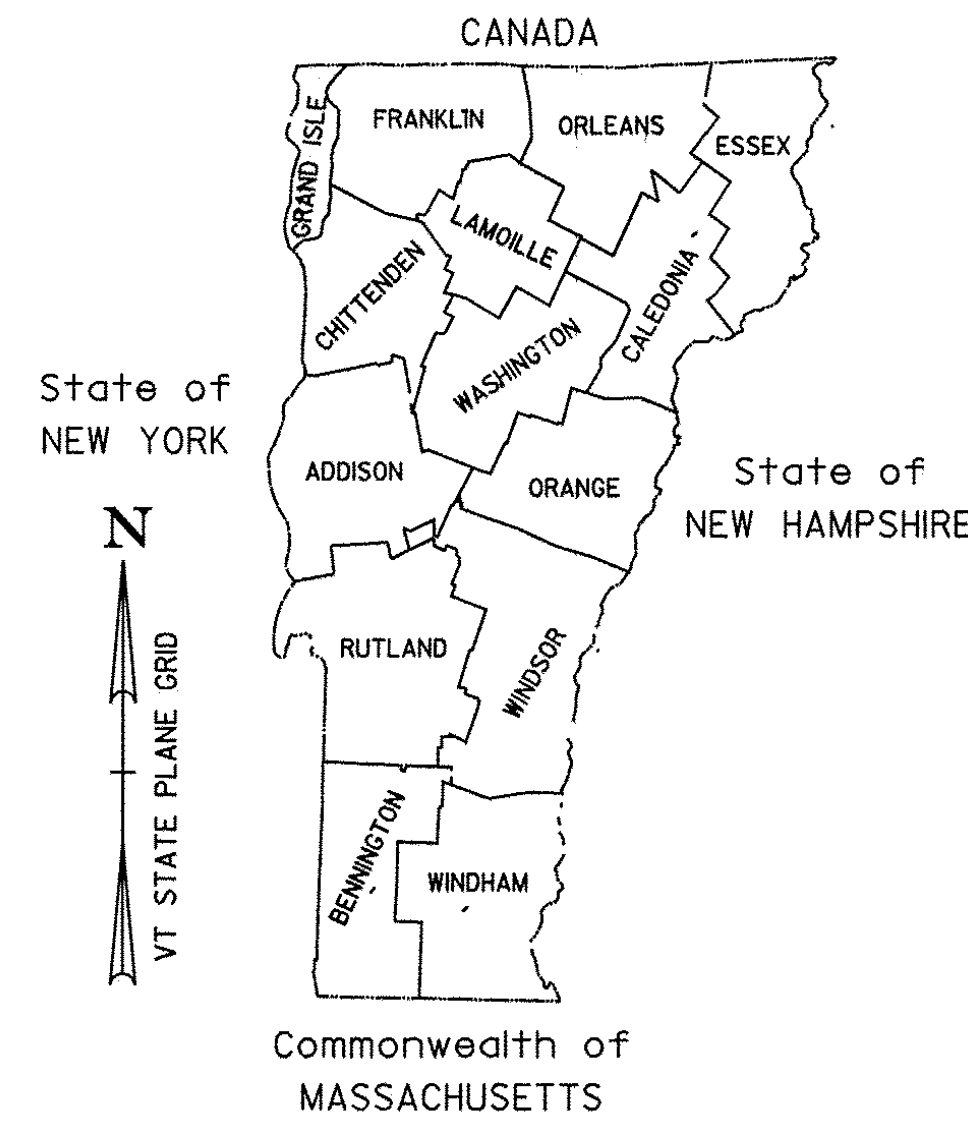 CANADA
FRANKLIN
ORLEANS
ESSEX
GRAND ISLE
LAMOILLE
CHITTENDEN
CALEDONIA
WASHINGTON
State of
NEW YORK
ADDISON
ORANGE
State of
NEW HAMPSHIRE
N
VT STATE PLANE GRID
RUTLAND
WINDSOR
BENNINGTON
WINDHAM
Commonwealth of
MASSACHUSETTS